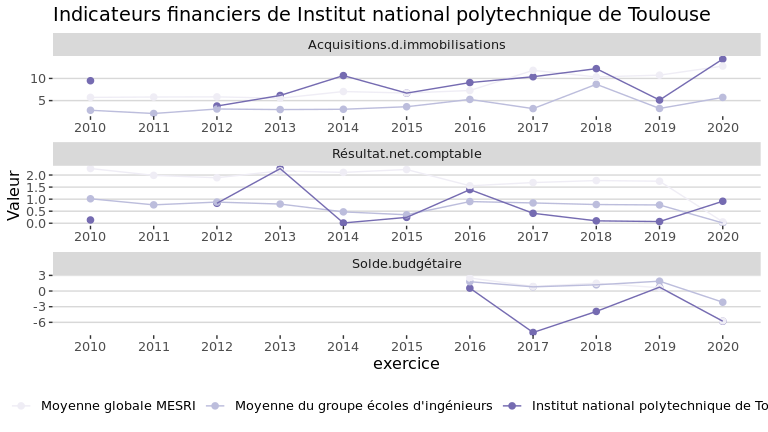 Indicateurs financiers de Institut national polytechnique de Toulouse
Acquisitions.d.immobilisations
10
5
2010 2011 2012 2013 2014 2015 2016 2017 2018 2019 2020
Résultat.net.comptable
2.0
1.5
1.0
0.5
0.0
2010 2011 2012 2013 2014 2015 2016 2017 2018 2019 2020
Valeur
Solde.budgétaire
3
0
-3
-6
2010 2011 2012 2013 2014 2015 2016 2017 2018 2019 2020
exercice
Moyenne globale MESRI Moyenne du groupe écoles d'ingénieurs Institut national polytechnique de To